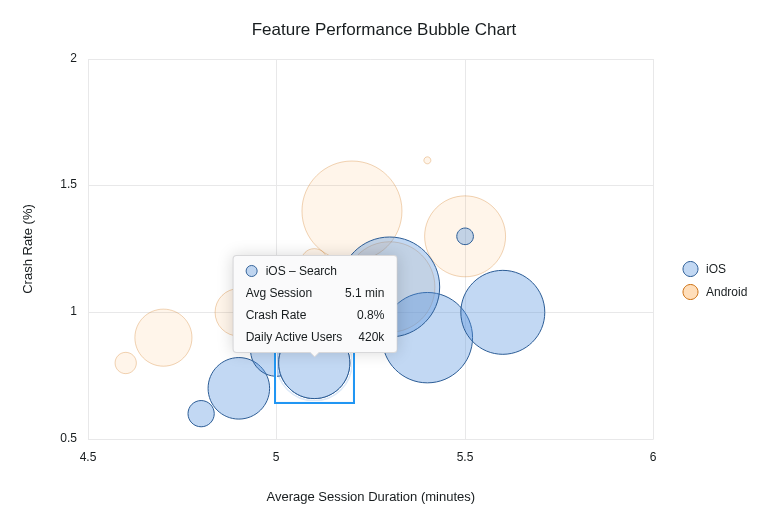 Feature Performance Bubble Chart
2
1.5
1
0.5
Crash Rate (%)
4.5
5
5.5
6
Average Session Duration (minutes)
iOS – Search
Avg Session 5.1 min
Crash Rate 0.8%
Daily Active Users 420k
iOS
Android